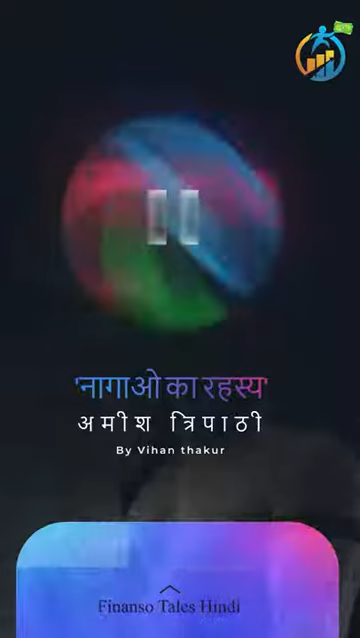 'नागाओ का रहस्य'
अमीश त्रिपाठी
By Vihan thakur
Finanso Tales Hindi